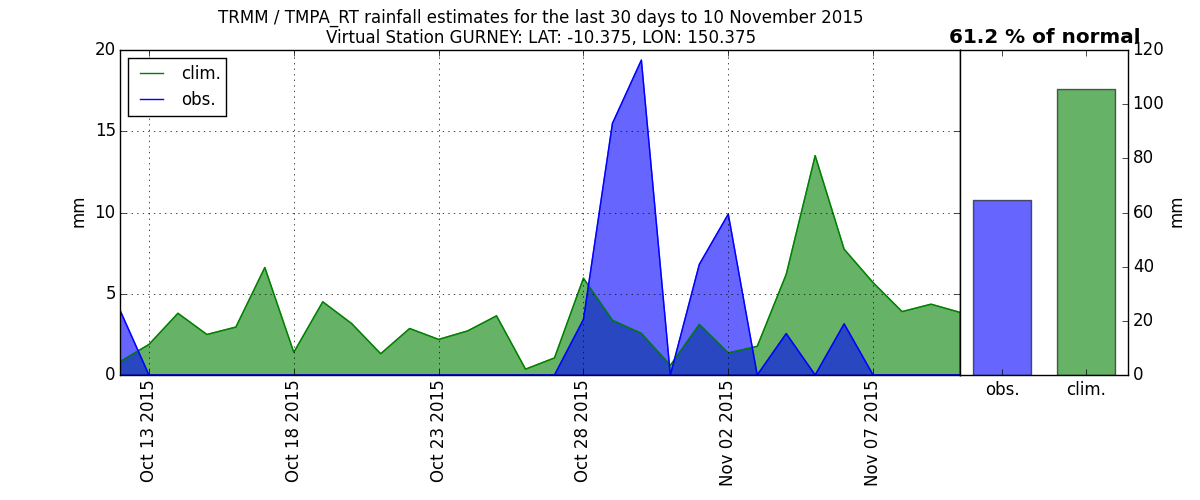 TRMM / TMPA_RT rainfall estimates for the last 30 days to 10 November 2015
Virtual Station GURNEY: LAT: -10.375, LON: 150.375
61.2 % of normal
clim.
obs.
20
15
10
5
0
mm
Oct 13 2015
Oct 18 2015
Oct 23 2015
Oct 28 2015
Nov 02 2015
Nov 07 2015
120
100
80
60
40
20
0
mm
obs.
clim.